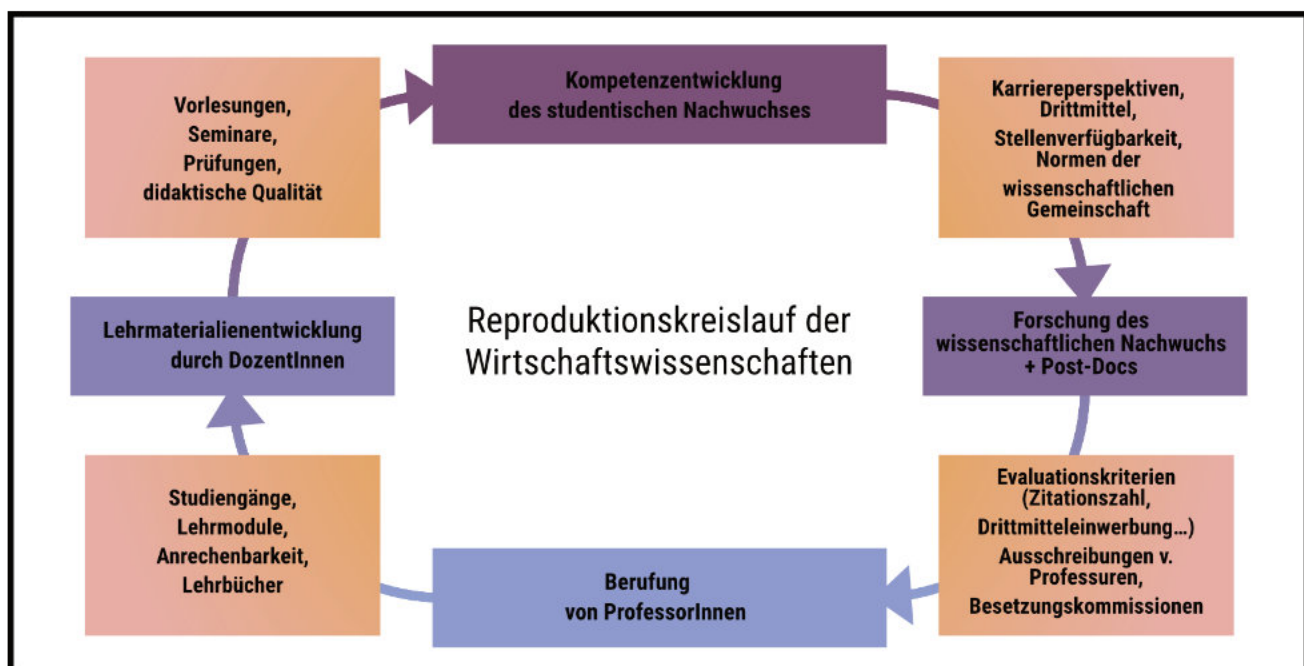 Vorlesungen,
Seminare,
Prüfungen,
didaktische Qualität
Kompetenzentwicklung
des studentischen Nachwuchses
Karriereperspektiven,
Drittmittel,
Stellenverfügbarkeit,
Normen der
wissenschaftlichen
Gemeinschaft
Lehrmaterialienentwicklung
durch DozentInnen
Reproduktionskreislauf der
Wirtschaftswissenschaften
Forschung des
wissenschaftlichen Nachwuchs
+ Post-Docs
Studiengänge,
Lehrmodule,
Anrechenbarkeit,
Lehrbücher
Berufung
von ProfessorInnen
Evaluationskriterien
(Zitationszahl,
Drittmitteleinwerbung…)
Ausschreibungen v.
Professuren,
Besetzungskommissionen